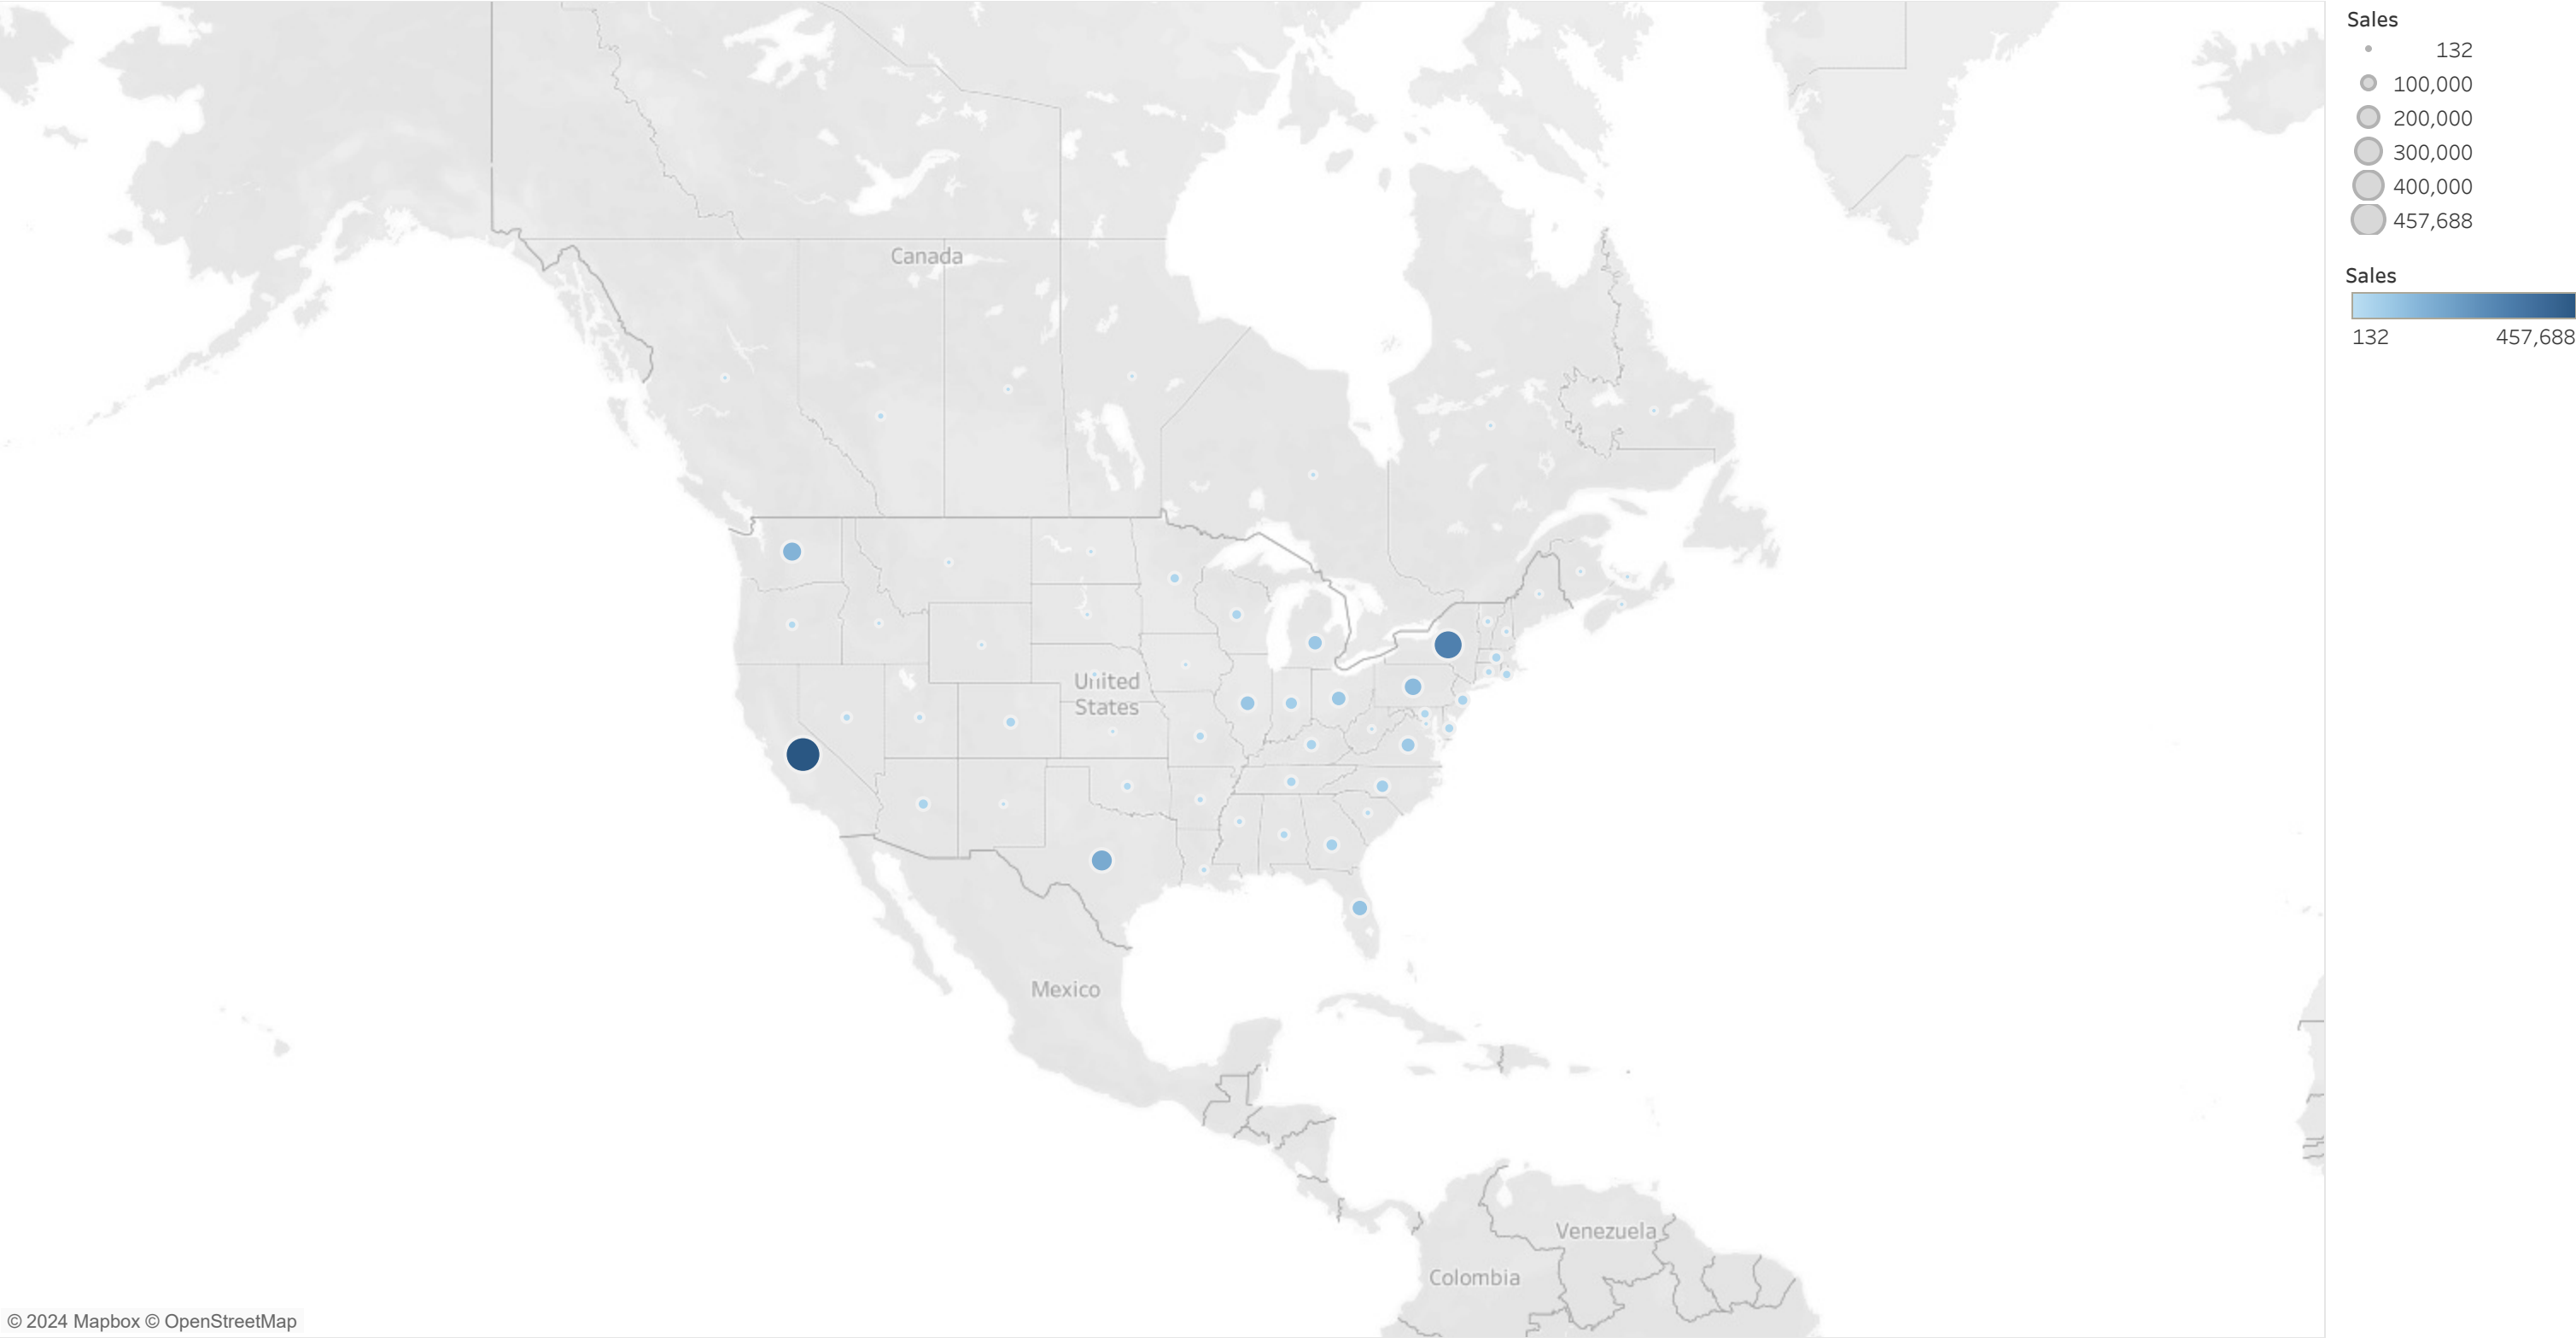 Sales
132
100,000
200,000
300,000
400,000
457,688
Sales
132 457,688
Canada
United
States
Mexico
Venezuela
Colombia
© 2024 Mapbox © OpenStreetMap